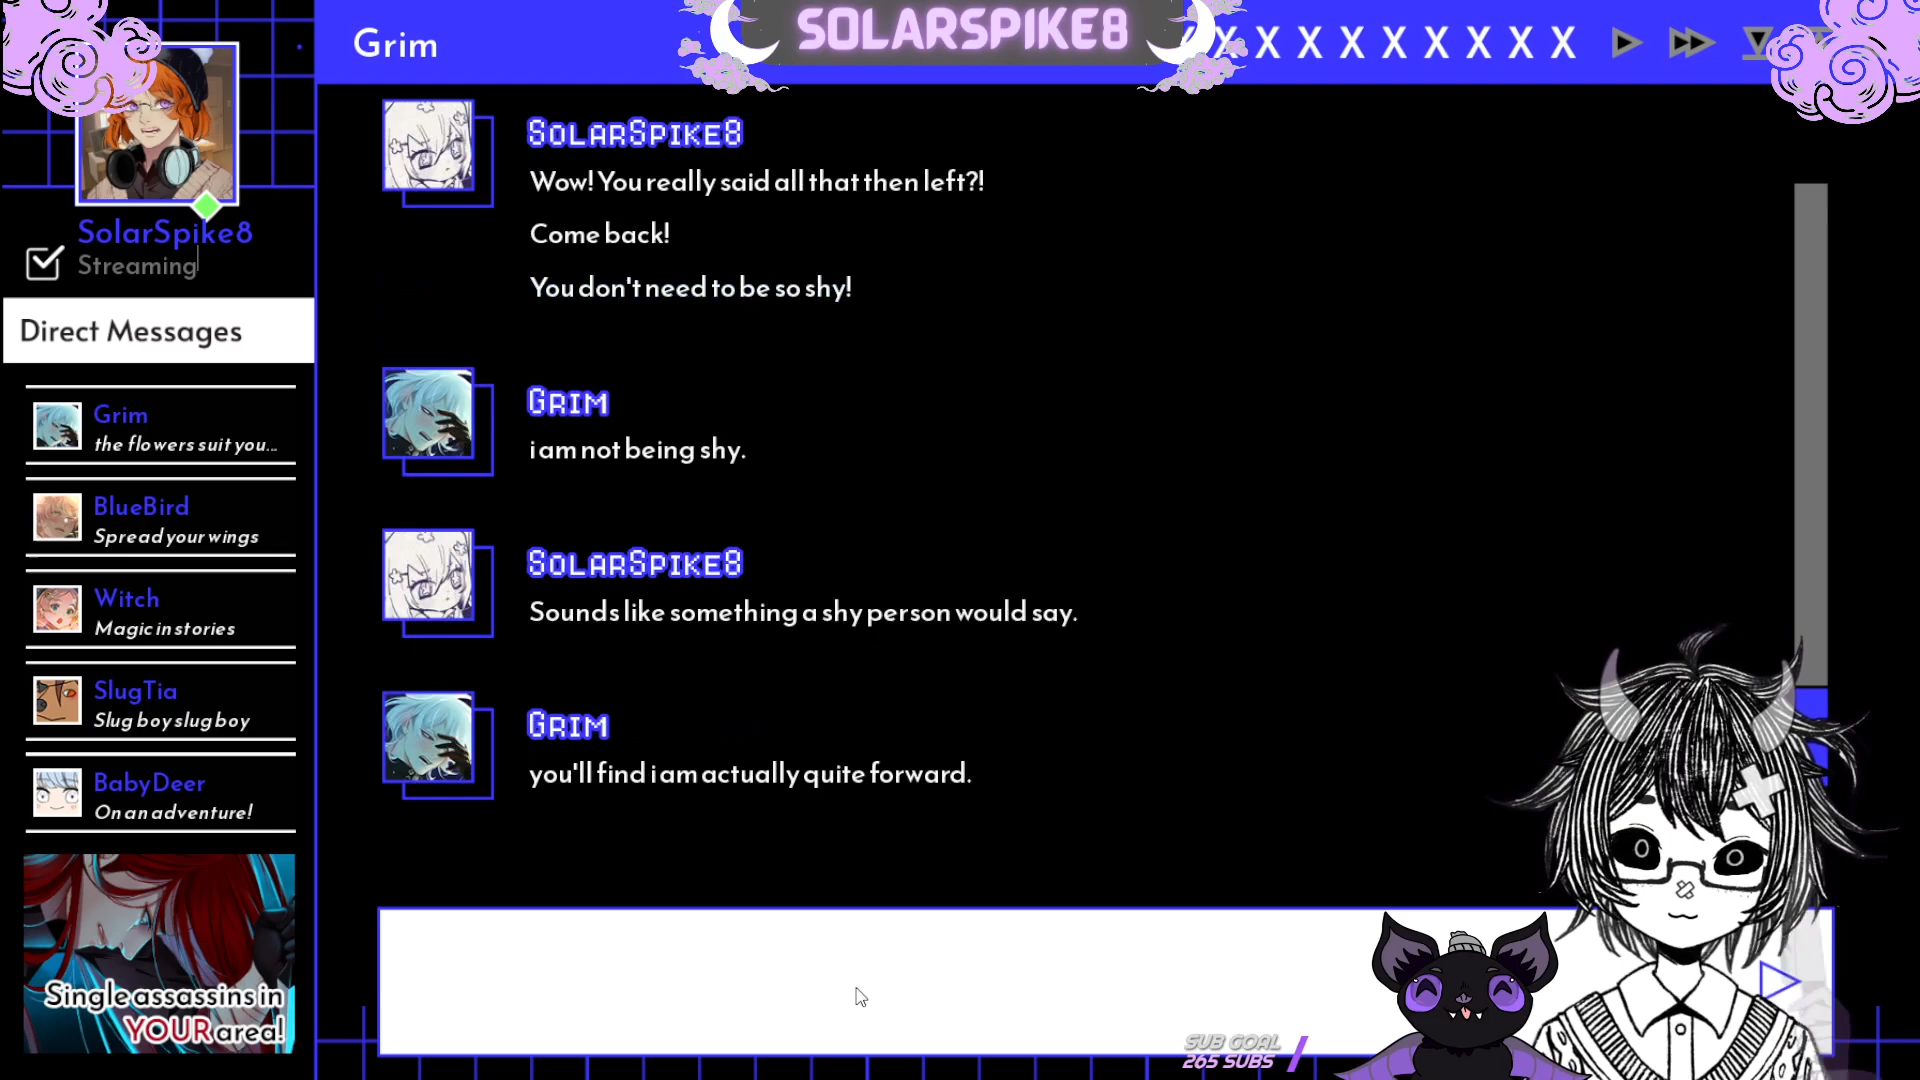 Grim
SOLARSPIKE8
X X X X X X X X X
SolarSpike8
Streaming
Direct Messages
Grim
the flowers suit you...
BlueBird
Spread your wings
Witch
Magic in stories
SlugTia
Slug boy slug boy
BabyDeer
On an adventure!
Single assassins in
YOUR area!
SolarSpike8
Wow! You really said all that then left?!
Come back!
You don't need to be so shy!
Grim
i am not being shy.
SolarSpike8
Sounds like something a shy person would say.
Grim
you'll find i am actually quite forward.
SUB GOAL
265 SUBS /